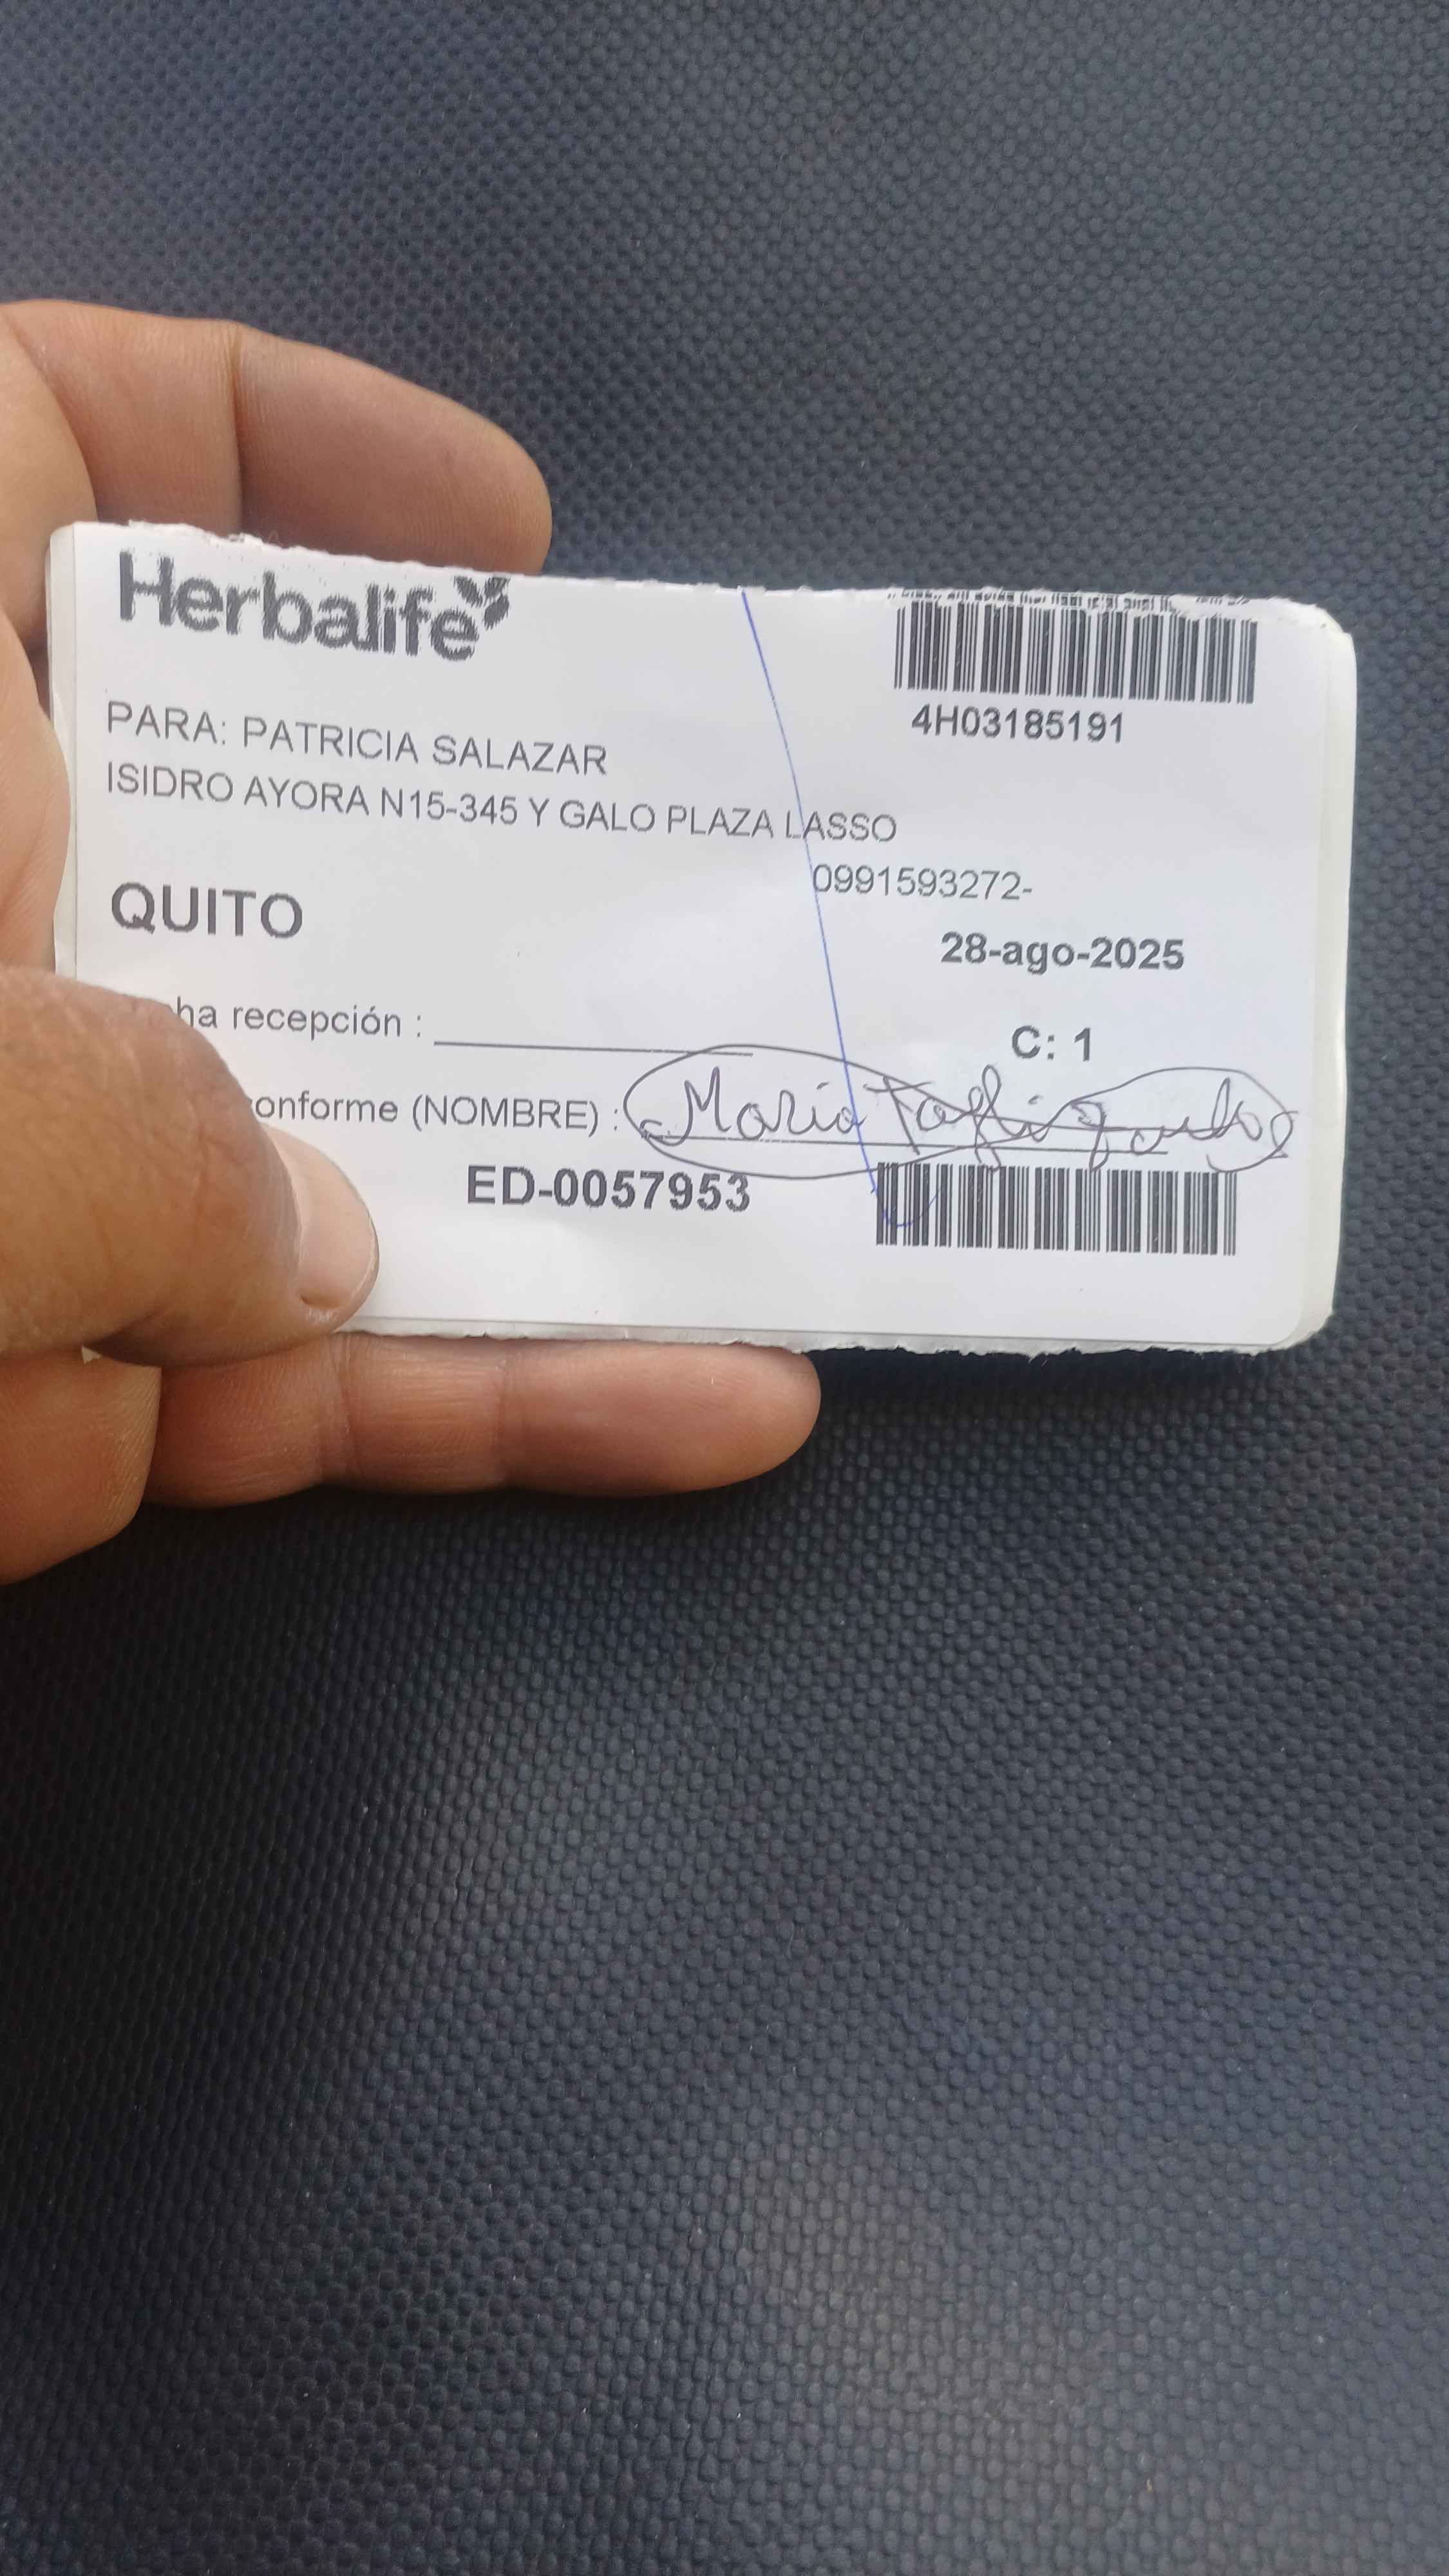 Herbalife
4H03185191
PARA: PATRICIA SALAZAR
ISIDRO AYORA N15-345 Y GALO PLAZA LASSO
0991593272-
QUITO
28-ago-2025
ha recepción :
C: 1
onforme (NOMBRE) : Maria
ED-0057953